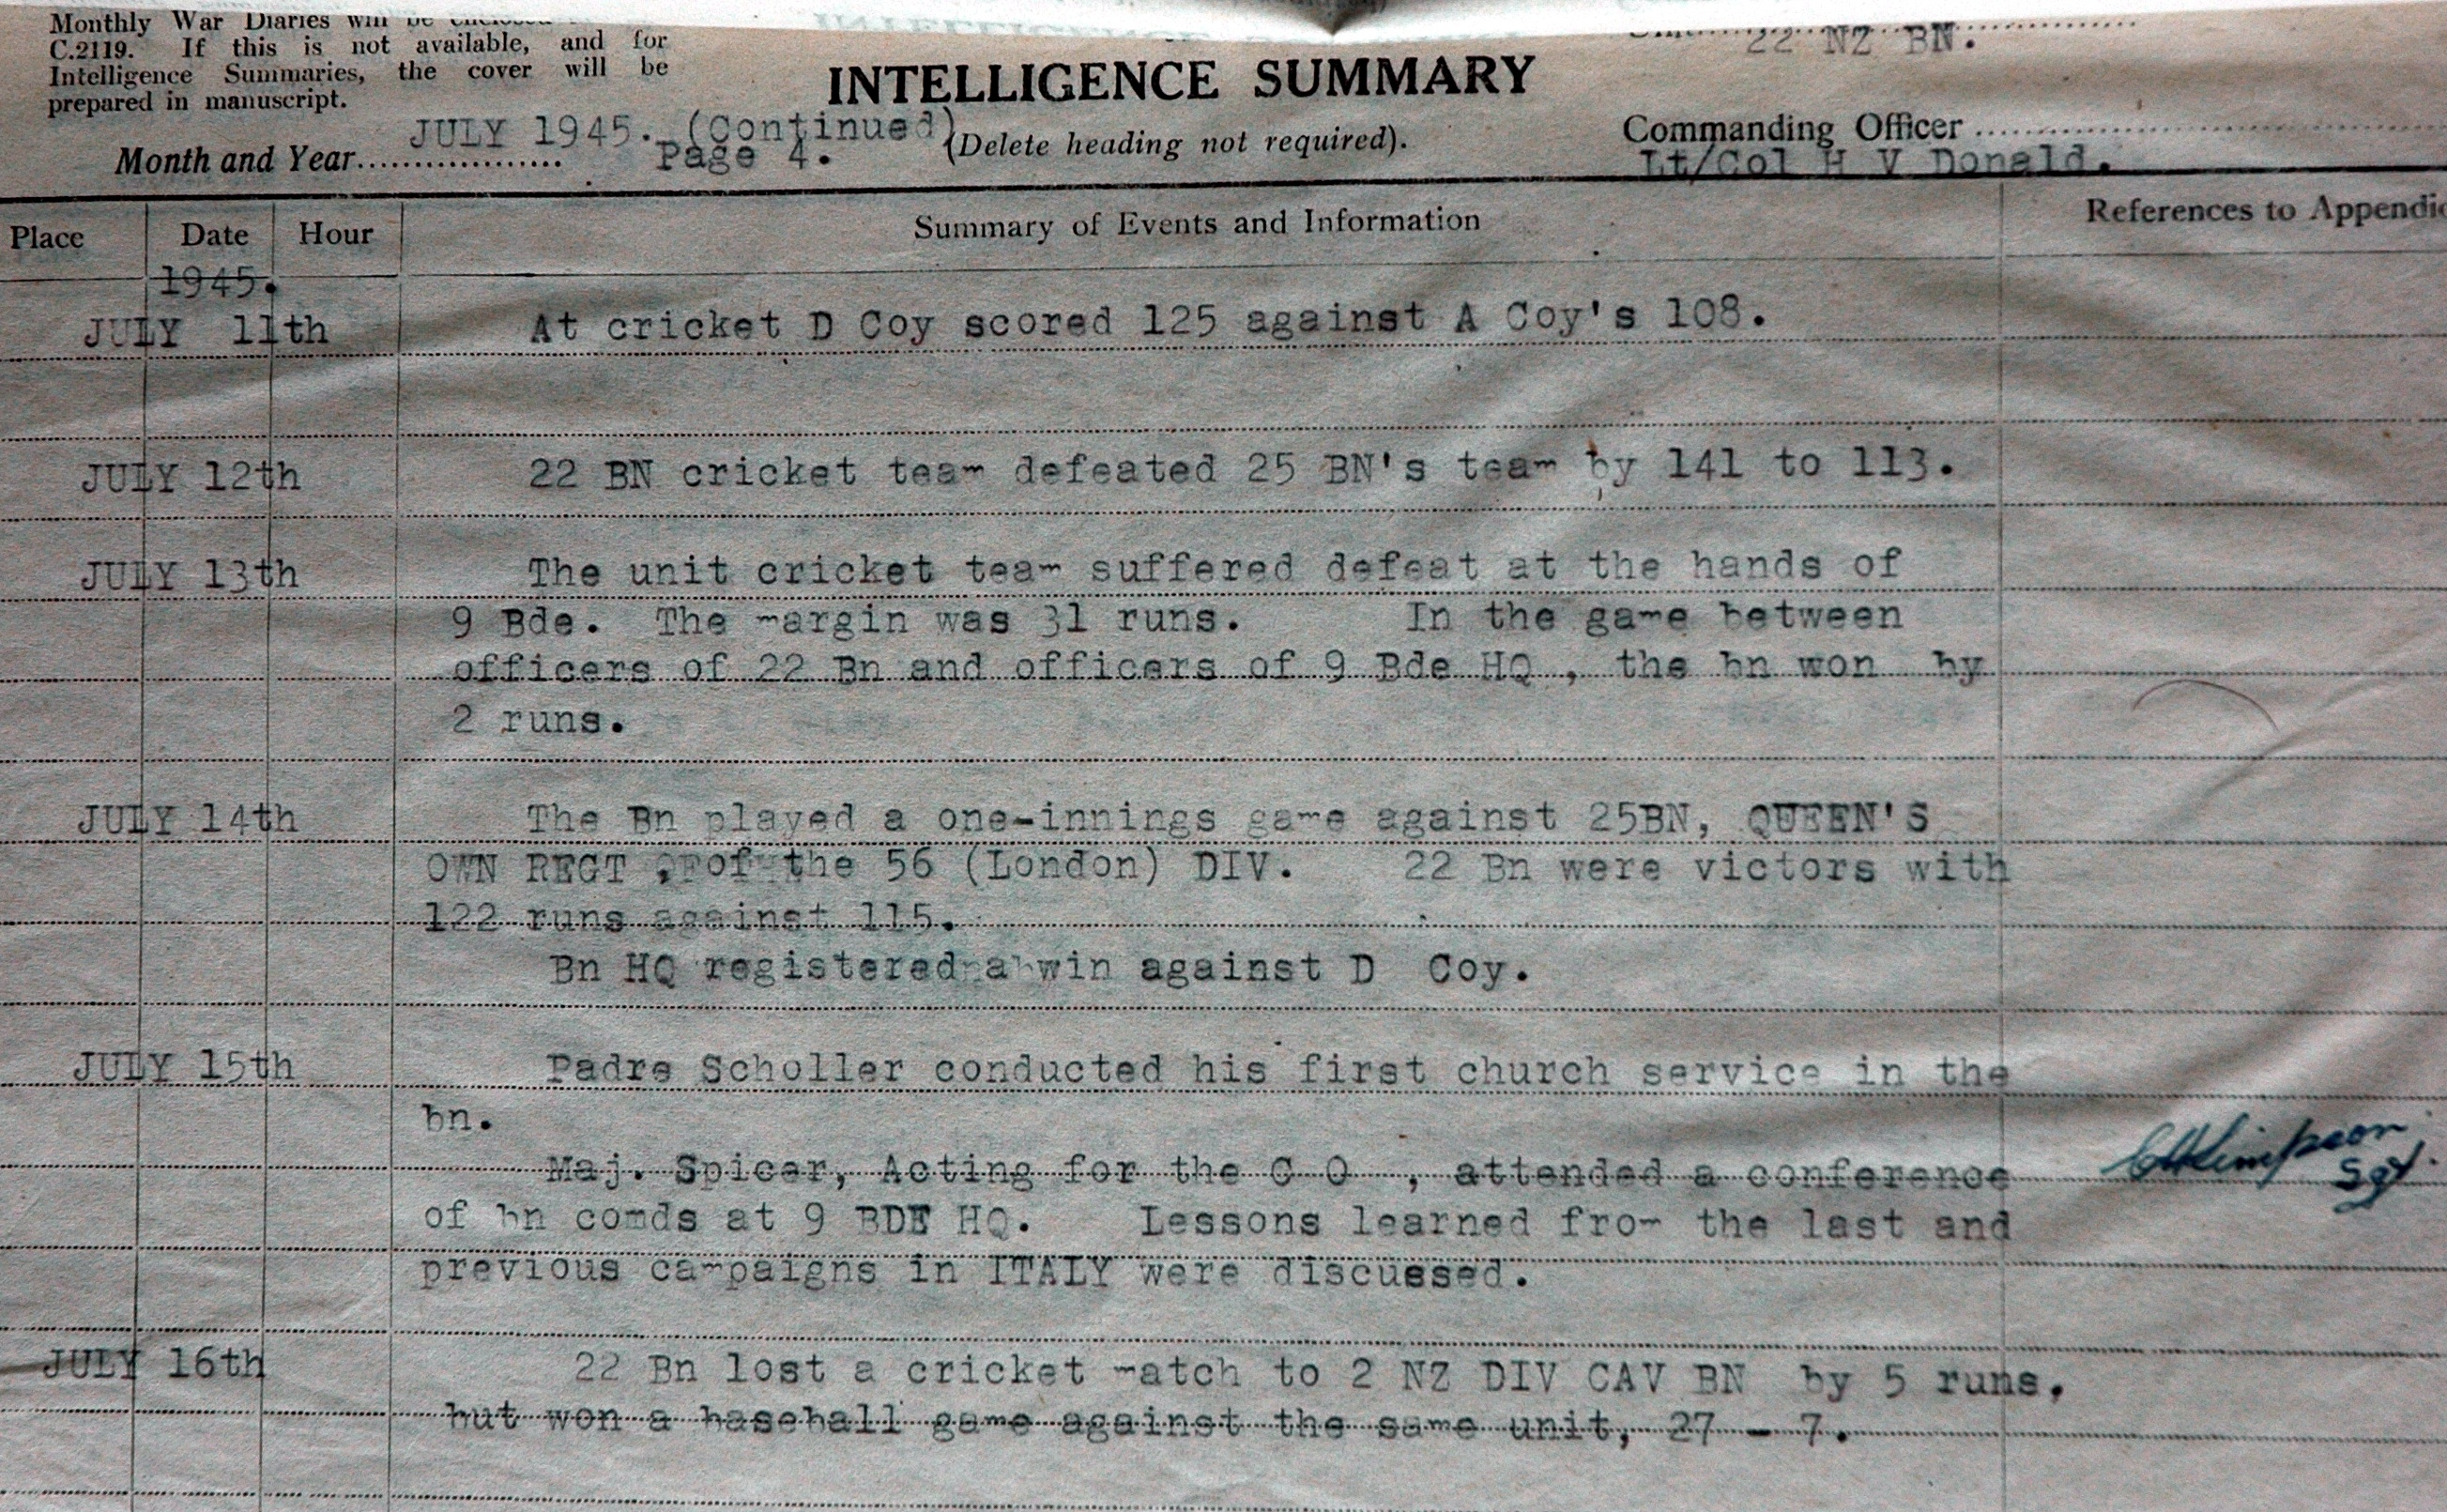 Monthly War Diaries will be enclosed
C.2119. If this is not available, and for
Intelligence Summaries, the cover will be
prepared in manuscript.
INTELLIGENCE SUMMARY
22 NZ BN.
JULY 1945. (Continued)
Month and Year.................. Page 4.
(Delete heading not required).
Commanding Officer
Lt/Col H V Donald.
Place Date Hour Summary of Events and Information References to Appendic
1945.
JULY 11th At cricket D Coy scored 125 against A Coy's 108.
JULY 12th 22 BN cricket team defeated 25 BN's team by 141 to 113.
JULY 13th The unit cricket team suffered defeat at the hands of
9 Bde. The margin was 31 runs. In the game between
officers of 22 Bn and officers of 9 Bde HQ , the bn won by
2 runs.
JULY 14th The Bn played a one-innings game against 25BN, QUEEN'S
OWN REGT , of the 56 (London) DIV. 22 Bn were victors with
122 runs against 115.
Bn HQ registered a win against D Coy.
JULY 15th Padre Scholler conducted his first church service in the
bn.
Maj. Spicer, Acting for the C O , attended a conference
of bn comds at 9 BDE HQ. Lessons learned from the last and
previous campaigns in ITALY were discussed.
Sgt.
JULY 16th 22 Bn lost a cricket match to 2 NZ DIV CAV BN by 5 runs,
but won a baseball game against the same unit, 27 - 7.